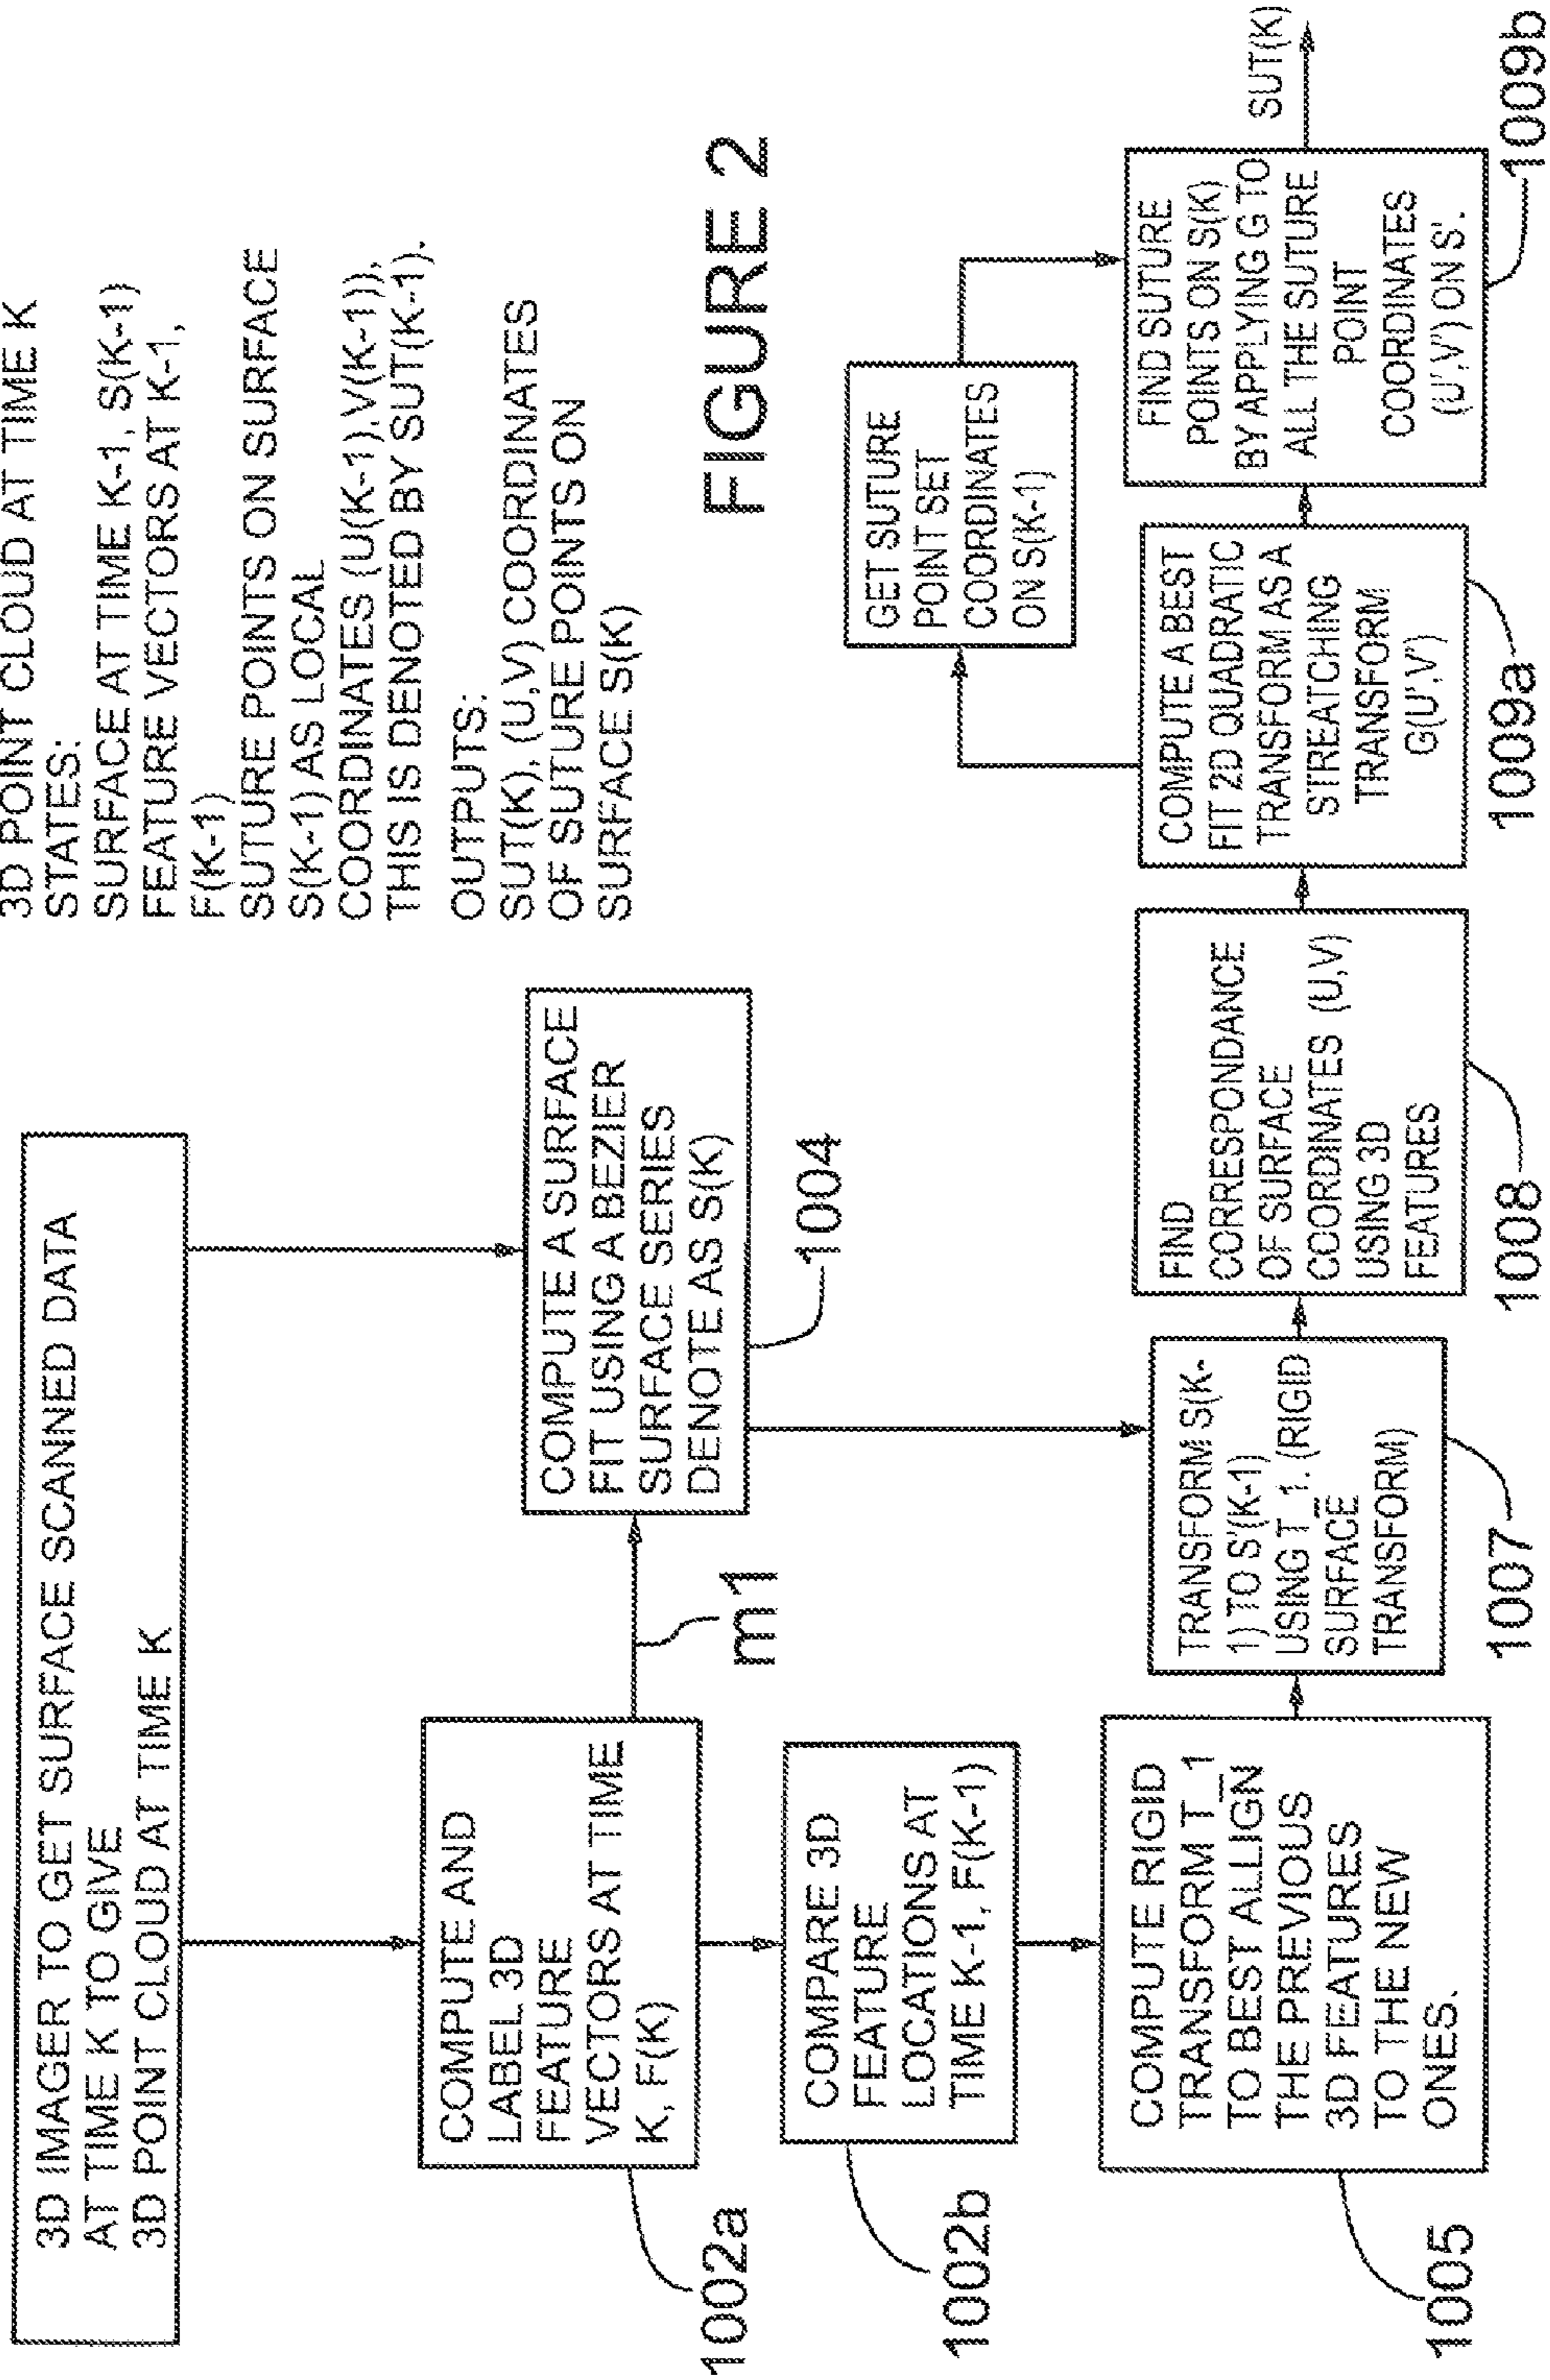 3D POINT CLOUD AT TIME K
STATES:
SURFACE AT TIME K-1, S(K-1)
FEATURE VECTORS AT K-1,
F(K-1)
SUTURE POINTS ON SURFACE
S(K-1) AS LOCAL
COORDINATES (U(K-1),V(K-1)),
THIS IS DENOTED BY SUT(K-1).
OUTPUTS:
SUT(K), (U,V) COORDINATES
OF SUTURE POINTS ON
SURFACE S(K)
FIGURE 2
3D IMAGER TO GET SURFACE SCANNED DATA
AT TIME K TO GIVE
3D POINT CLOUD AT TIME K
COMPUTE AND
LABEL 3D
FEATURE
VECTORS AT TIME
K, F(K)
1002a
m1
COMPUTE A SURFACE
FIT USING A BEZIER
SURFACE SERIES
DENOTE AS S(K)
1004
COMPARE 3D
FEATURE
LOCATIONS AT
TIME K-1, F(K-1)
1002b
COMPUTE RIGID
TRANSFORM T_1
TO BEST ALLIGN
THE PREVIOUS
3D FEATURES
TO THE NEW
ONES.
1005
TRANSFORM S(K-
1) TO S'(K-1)
USING T_1. (RIGID
SURFACE
TRANSFORM)
1007
FIND
CORRESPONDANCE
OF SURFACE
COORDINATES (U,V)
USING 3D
FEATURES
1008
COMPUTE A BEST
FIT 2D QUADRATIC
TRANSFORM AS A
STREATCHING
TRANSFORM
G(U',V')
1009a
GET SUTURE
POINT SET
COORDINATES
ON S(K-1)
FIND SUTURE
POINTS ON S(K)
BY APPLYING G TO
ALL THE SUTURE
POINT
COORDINATES
(U',V') ON S'.
1009b
SUT(K)